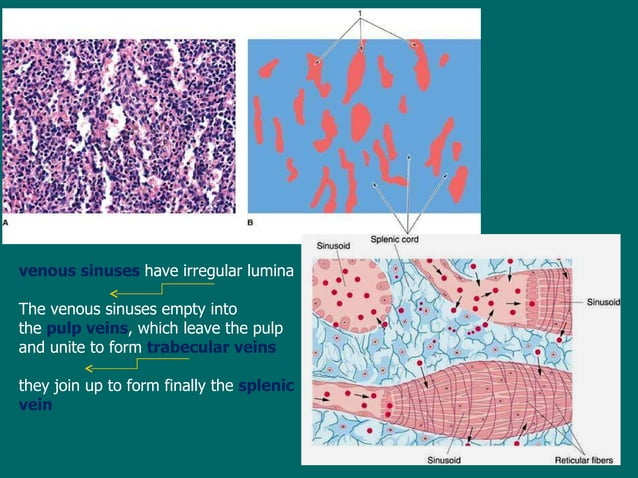 1
A
B
Splenic cord
Sinusoid
Sinusoid
venous sinuses have irregular lumina
The venous sinuses empty into
the pulp veins, which leave the pulp
and unite to form trabecular veins
they join up to form finally the splenic
vein
Sinusoid
Reticular fibers